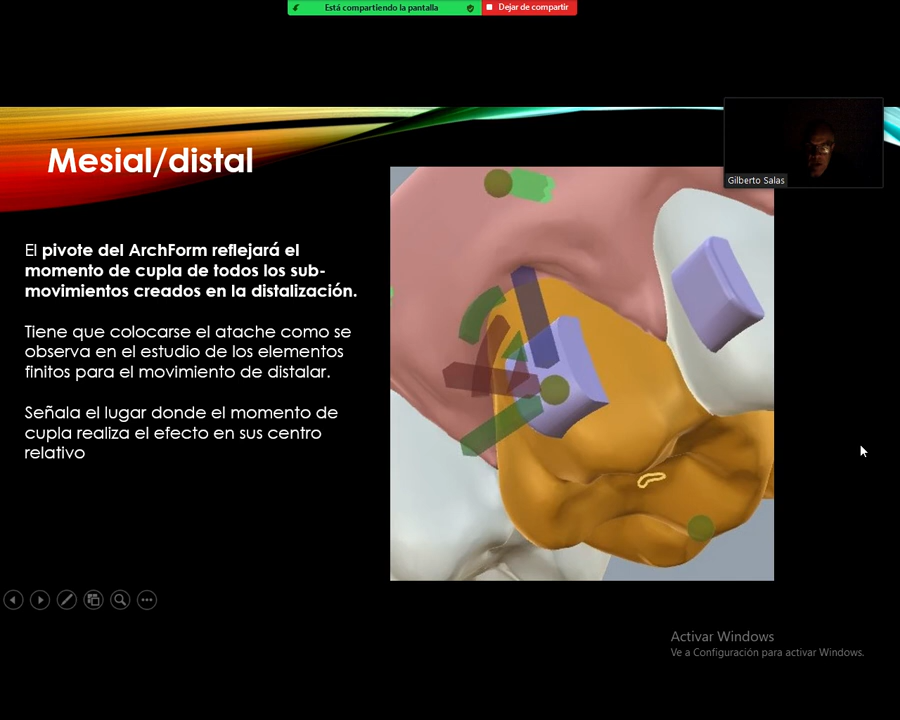 Está compartiendo la pantalla
Dejar de compartir
Mesial/distal
Gilberto Salas
El pivote del ArchForm reflejará el
momento de cupla de todos los sub-
movimientos creados en la distalización.
Tiene que colocarse el atache como se
observa en el estudio de los elementos
finitos para el movimiento de distalar.
Señala el lugar donde el momento de
cupla realiza el efecto en sus centro
relativo
Activar Windows
Ve a Configuración para activar Windows.